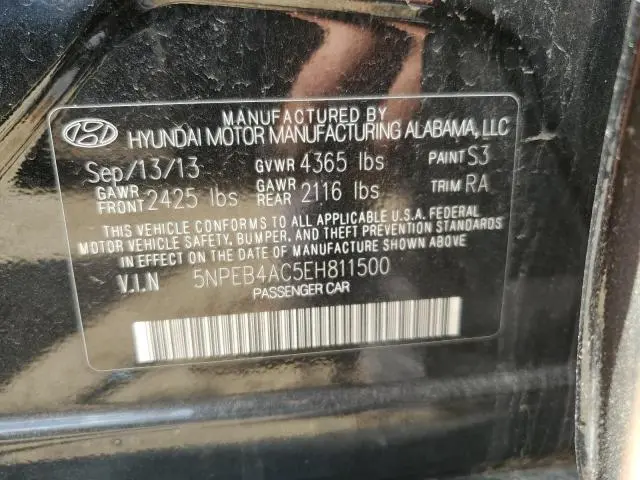 MANUFACTURED BY
HYUNDAI MOTOR MANUFACTURING ALABAMA, LLC
Sep/13/13 GVWR 4365 lbs PAINT S3
GAWR FRONT 2425 lbs GAWR REAR 2116 lbs TRIM RA
THIS VEHICLE CONFORMS TO ALL APPLICABLE U.S.A. FEDERAL
MOTOR VEHICLE SAFETY, BUMPER, AND THEFT PREVENTION STANDARDS
IN EFFECT ON THE DATE OF MANUFACTURE SHOWN ABOVE.
V.I.N 5NPEB4AC5EH811500
PASSENGER CAR